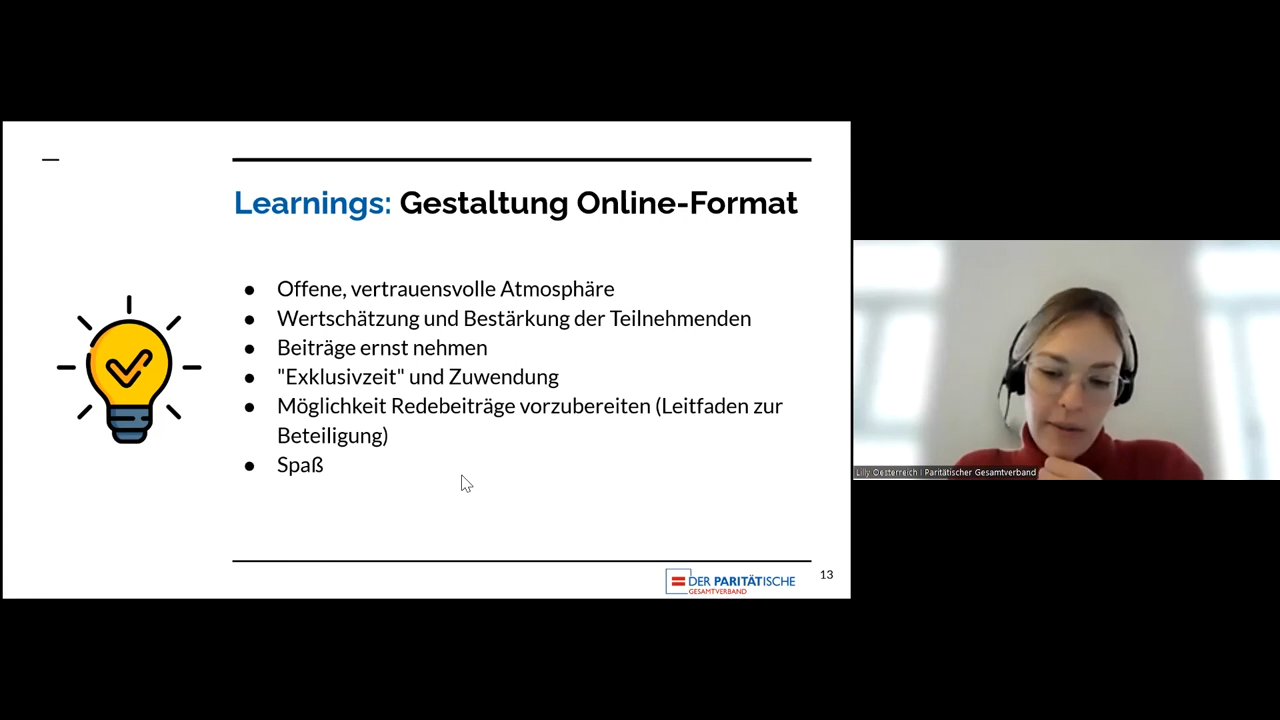 Learnings: Gestaltung Online-Format
● Offene, vertrauensvolle Atmosphäre
● Wertschätzung und Bestärkung der Teilnehmenden
● Beiträge ernst nehmen
● "Exklusivzeit" und Zuwendung
● Möglichkeit Redebeiträge vorzubereiten (Leitfaden zur
Beteiligung)
● Spaß
DER PARITÄTISCHE
GESAMTVERBAND
13
Lilly Oesterreich | Paritätischer Gesamtverband